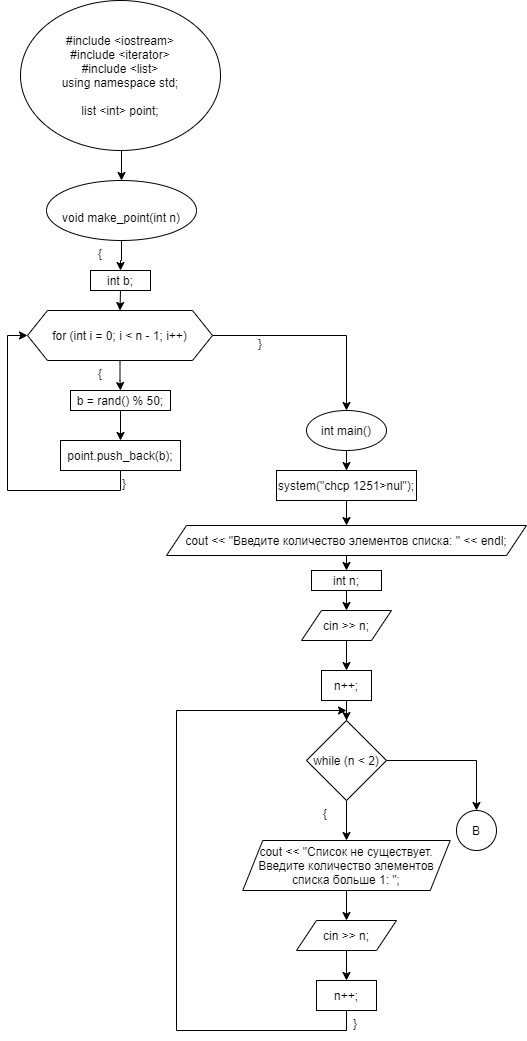 #include <iostream>
#include <iterator>
#include <list>
using namespace std;
list <int> point;
void make_point(int n)
{
int b;
for (int i = 0; i < n - 1; i++)
}
{
b = rand() % 50;
point.push_back(b);
}
int main()
system("chcp 1251>nul");
cout << "Введите количество элементов списка: " << endl;
int n;
cin >> n;
n++;
while (n < 2)
{
B
cout << "Список не существует.
Введите количество элементов
списка больше 1: ";
cin >> n;
n++;
}